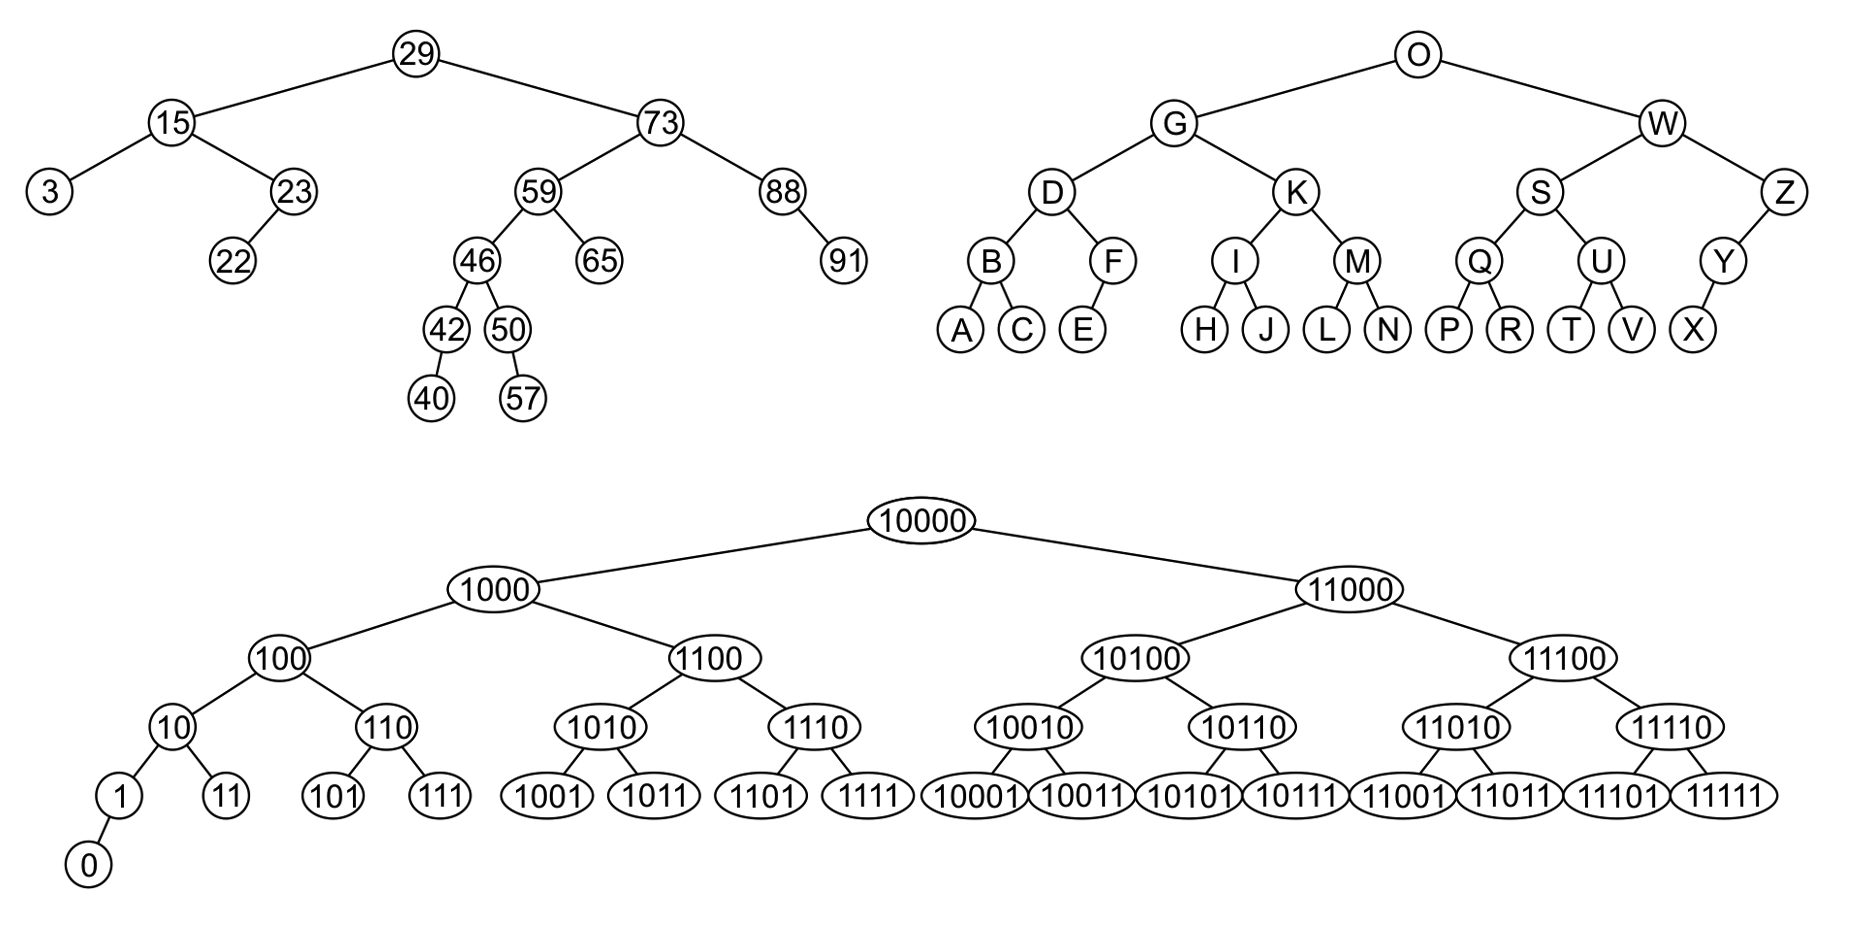 29 O
15 73 G W
3 23 59 88 D K S Z
22 46 65 91 B F I M Q U Y
42 50 A C E H J L N P R T V X
40 57
10000
1000 11000
100 1100 10100 11100
10 110 1010 1110 10010 10110 11010 11110
1 11 101 111 1001 1011 1101 1111 10001 10011 10101 10111 11001 11011 11101 11111
0